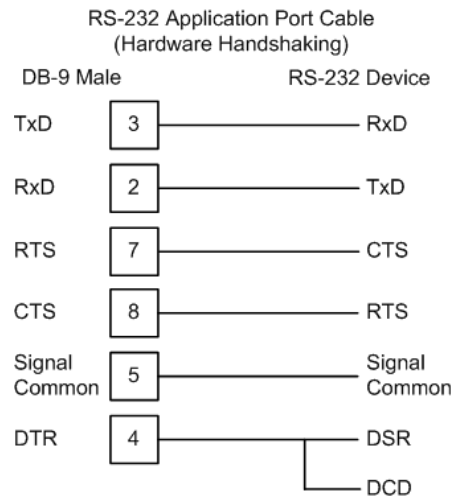 RS-232 Application Port Cable
(Hardware Handshaking)
DB-9 Male RS-232 Device
TxD 3 RxD
RxD 2 TxD
RTS 7 CTS
CTS 8 RTS
Signal Common 5 Signal Common
DTR 4 DSR
DCD